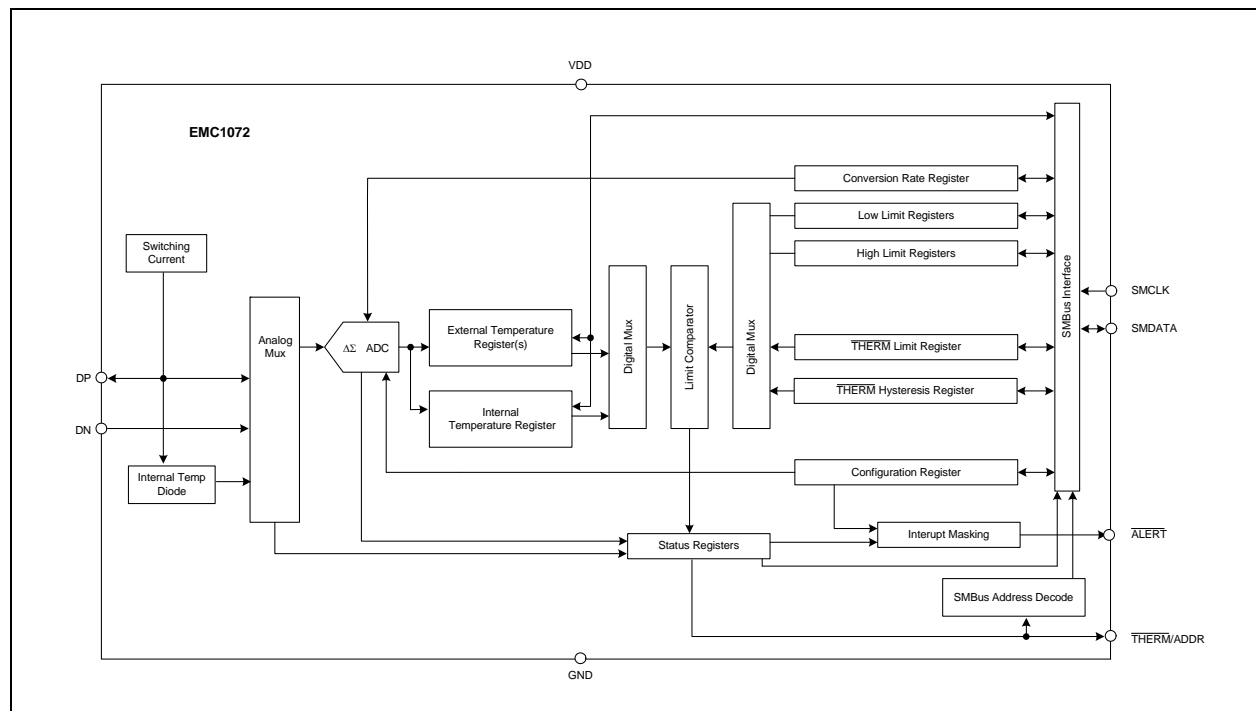 VDD
EMC1072
Conversion Rate Register
Low Limit Registers
High Limit Registers
Switching
Current
Analog
Mux
ΔΣ ADC
External Temperature
Register(s)
Internal
Temperature Register
Digital Mux
Limit Comparator
Digital Mux
THERM Limit Register
THERM Hysteresis Register
SMBus Interface
SMCLK
SMDATA
DP
DN
Internal Temp
Diode
Configuration Register
Status Registers
Interupt Masking
ALERT
SMBus Address Decode
THERM/ADDR
GND